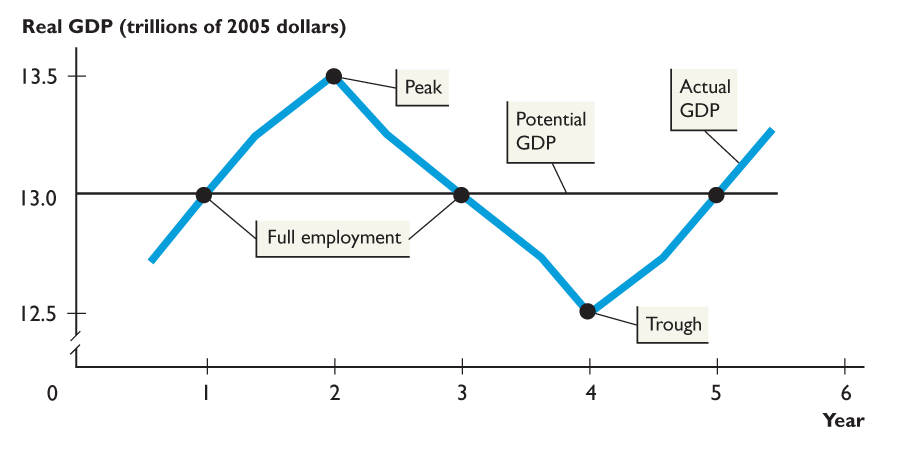 Real GDP (trillions of 2005 dollars)
13.5
Peak
Actual
GDP
Potential
GDP
13.0
Full employment
12.5
Trough
0
1
2
3
4
5
6
Year